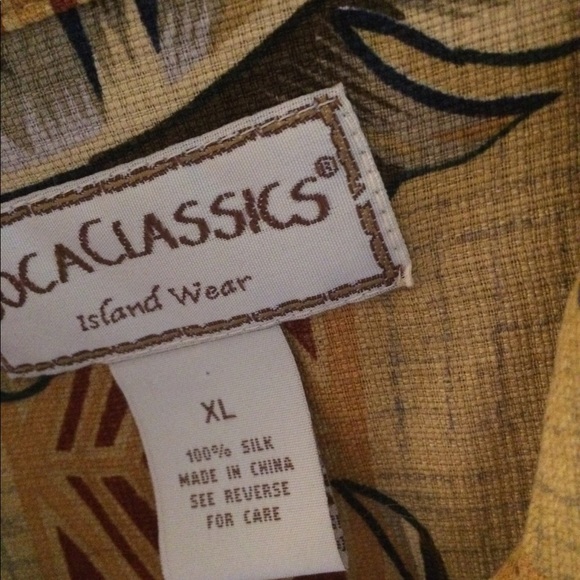 OCACLASSICS®
Island Wear
XL
100% SILK
MADE IN CHINA
SEE REVERSE
FOR CARE